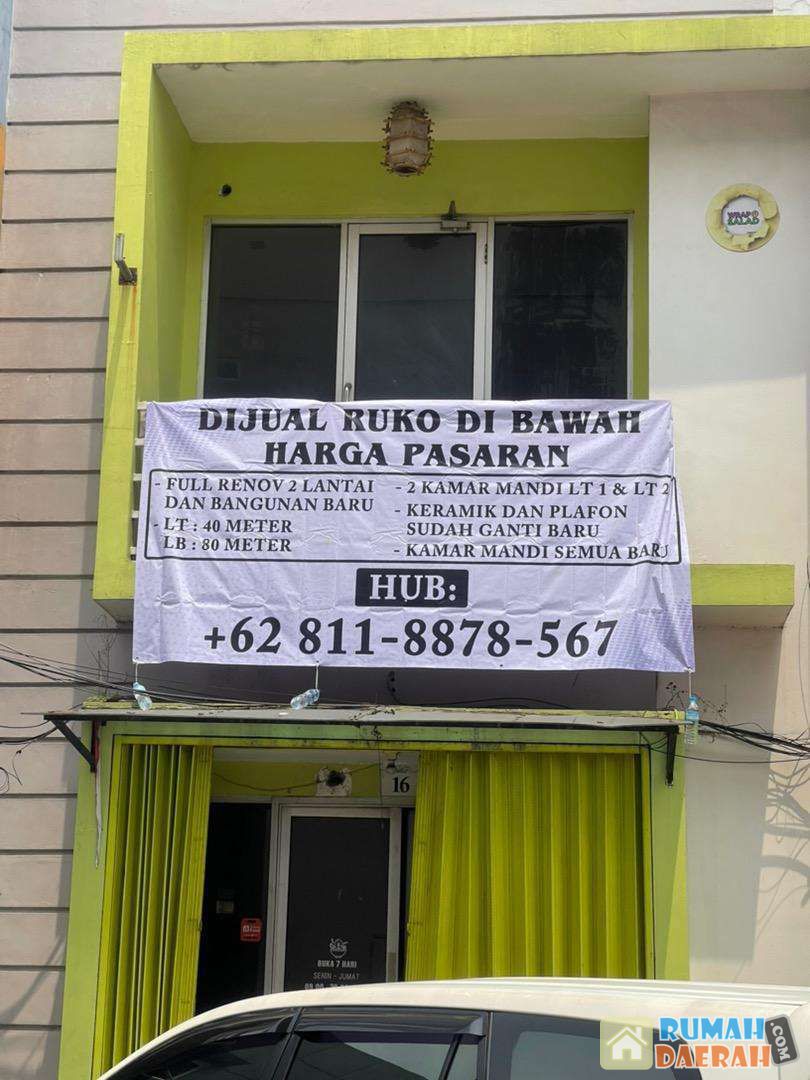 WRAP
SALAD
DIJUAL RUKO DI BAWAH
HARGA PASARAN
- FULL RENOV 2 LANTAI
DAN BANGUNAN BARU
- LT : 40 METER
LB : 80 METER
- 2 KAMAR MANDI LT 1 & LT 2
- KERAMIK DAN PLAFON
SUDAH GANTI BARU
- KAMAR MANDI SEMUA BARU
HUB:
+62 811-8878-567
16
BUKA 7 HARI
SENIN - JUMAT
RUMAH
DAERAH
.COM